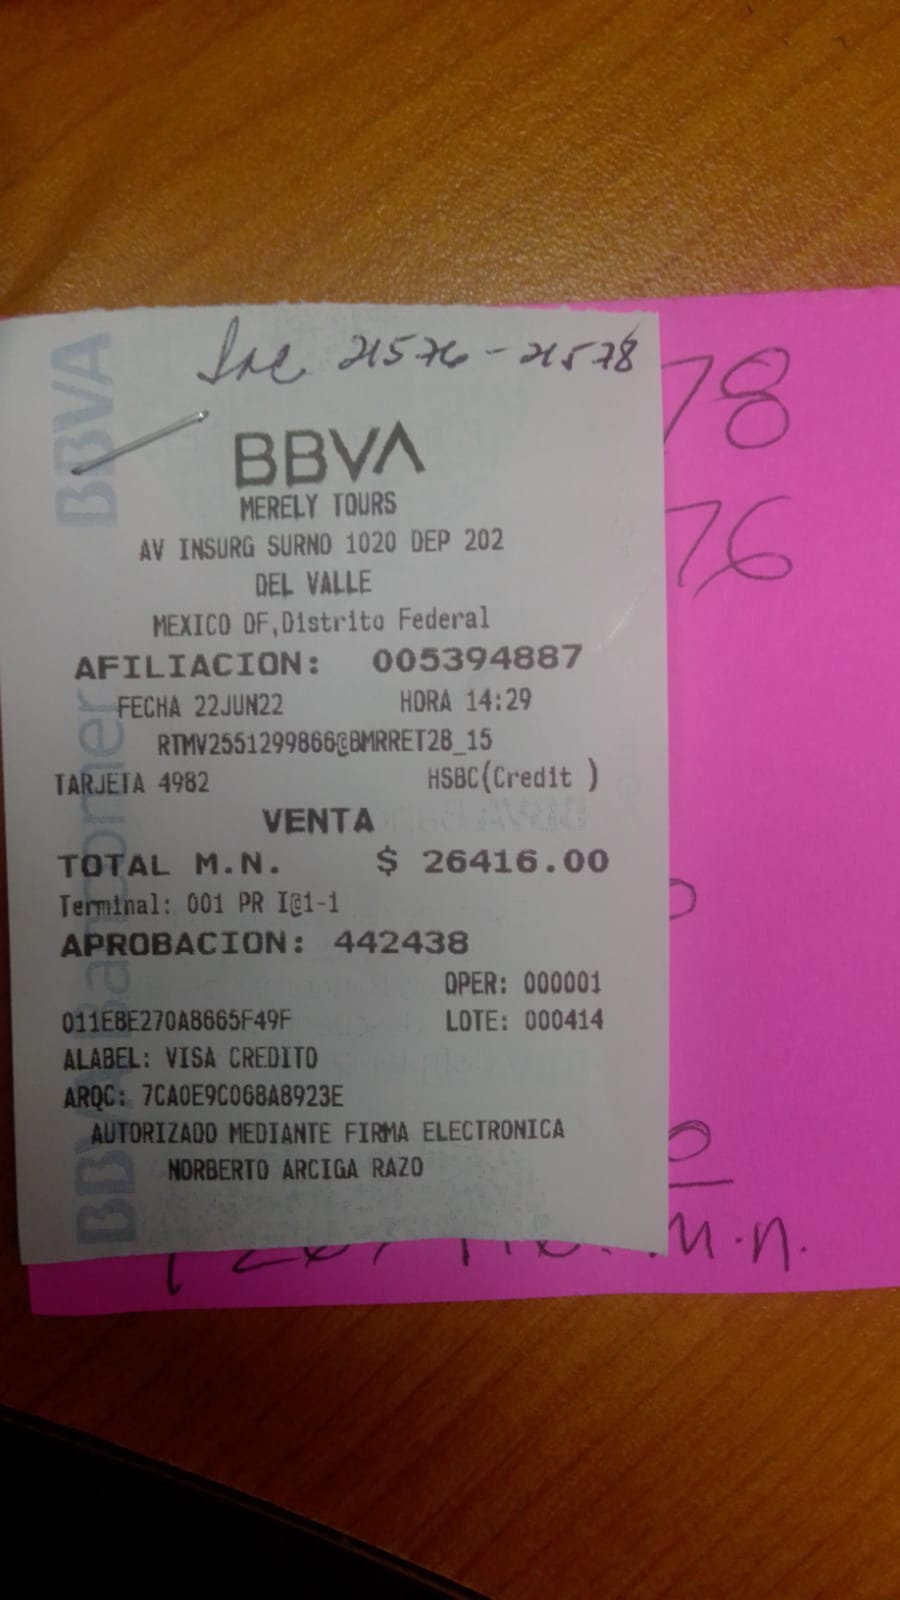 21576-21578
BBVA
MERELY TOURS
AV INSURG SURNO 1020 DEP 202
DEL VALLE
MEXICO DF,Distrito Federal
AFILIACION: 005394887
FECHA 22JUN22 HORA 14:29
RTMV2551299866@BMRRET28_15
TARJETA 4982 HSBC(Credit )
VENTA
TOTAL M.N. $ 26416.00
Terminal: 001 PR I@1-1
APROBACION: 442438
OPER: 000001
011E8E270A8665F49F LOTE: 000414
ALABEL: VISA CREDITO
ARQC: 7CA0E9C068A8923E
AUTORIZADO MEDIANTE FIRMA ELECTRONICA
NORBERTO ARCIGA RAZO
BBVA
BBVA Bancomer
78
76
M.n.